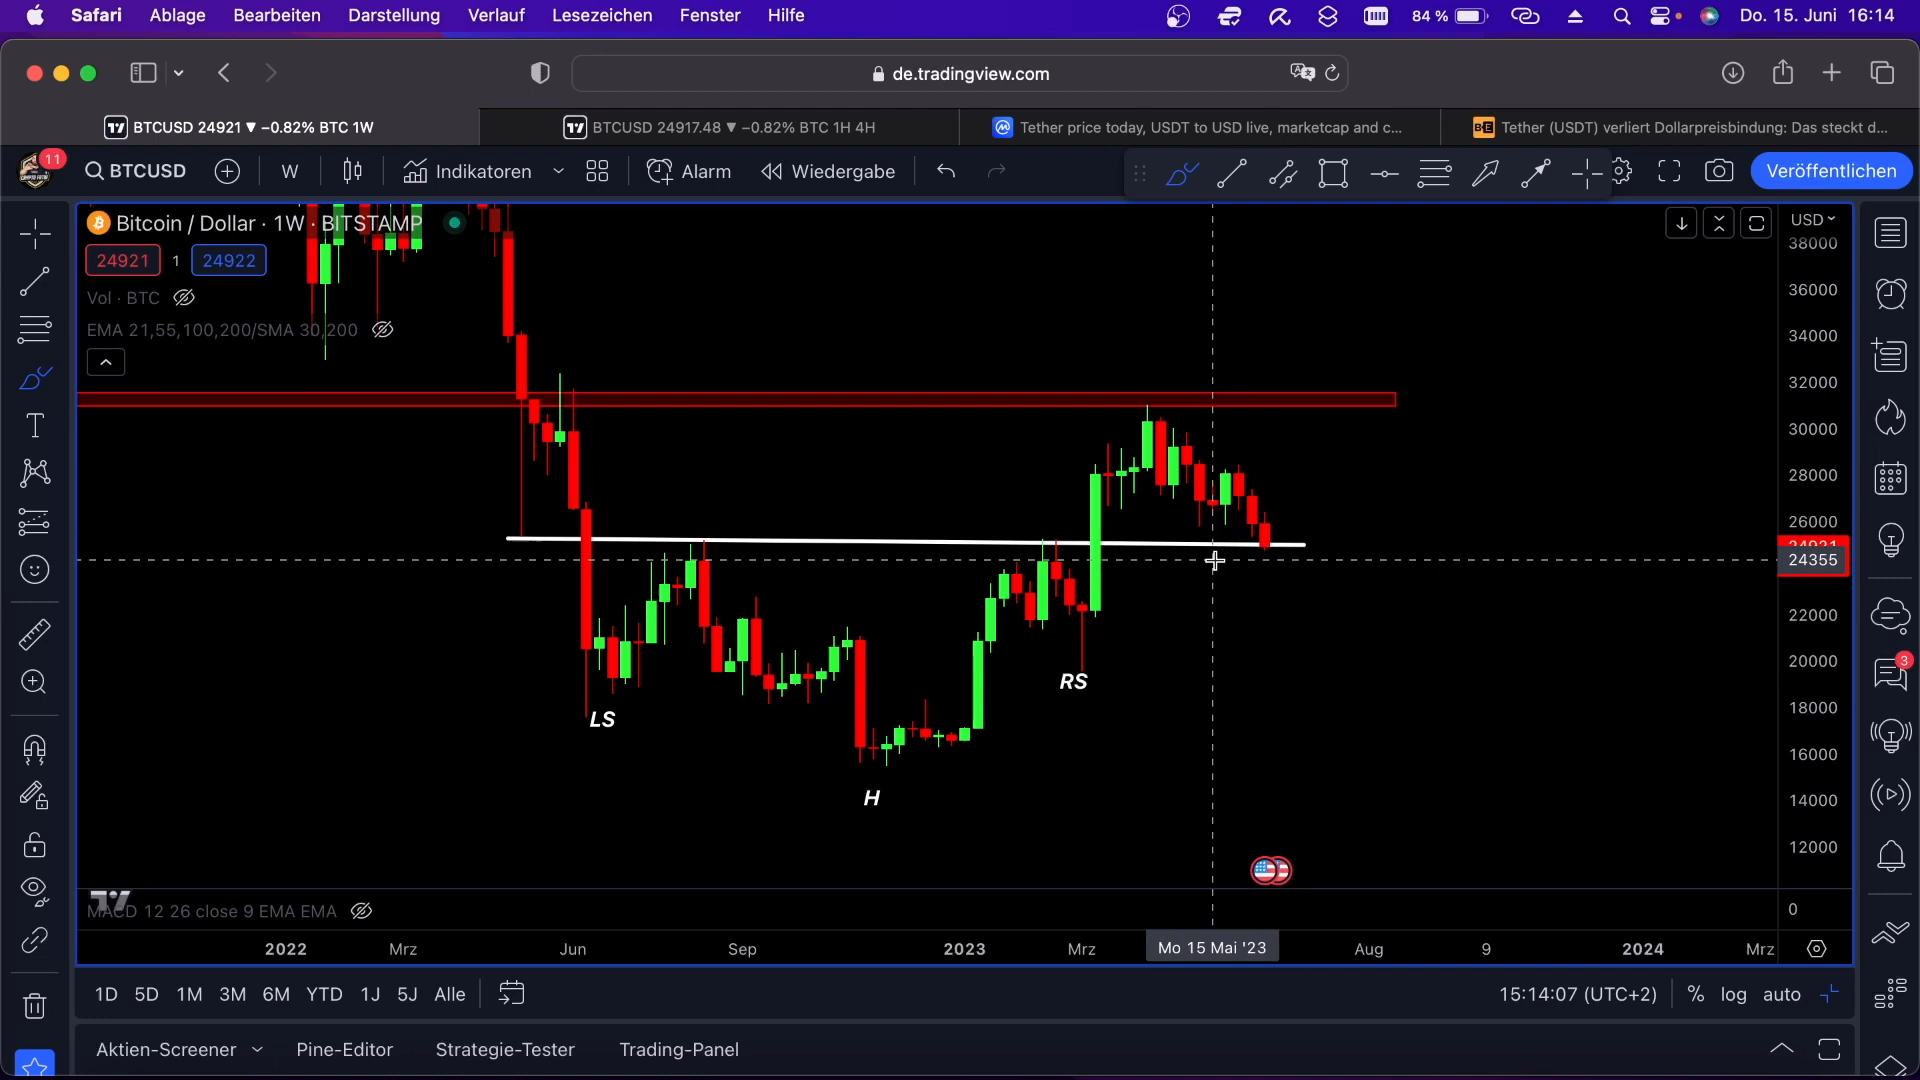 Safari Ablage Bearbeiten Darstellung Verlauf Lesezeichen Fenster Hilfe 84 % Do. 15. Juni 16:14
de.tradingview.com
BTCUSD 24921 ▼ −0.82% BTC 1W
BTCUSD 24917.48 ▼ −0.82% BTC 1H 4H
Tether price today, USDT to USD live, marketcap and c...
Tether (USDT) verliert Dollarpreisbindung: Das steckt d...
11 BTCUSD W Indikatoren Alarm Wiedergabe Veröffentlichen
Bitcoin / Dollar · 1W · BITSTAMP
USD
24921 1 24922
Vol · BTC
EMA 21,55,100,200/SMA 30,200
38000
36000
34000
32000
30000
28000
26000
24921
24355
22000
20000
18000
16000
14000
12000
0
LS
H
RS
MACD 12 26 close 9 EMA EMA
2022 Mrz Jun Sep 2023 Mrz Mo 15 Mai '23 Aug 9 2024 Mrz
3
1D 5D 1M 3M 6M YTD 1J 5J Alle
15:14:07 (UTC+2) % log auto
Aktien-Screener Pine-Editor Strategie-Tester Trading-Panel